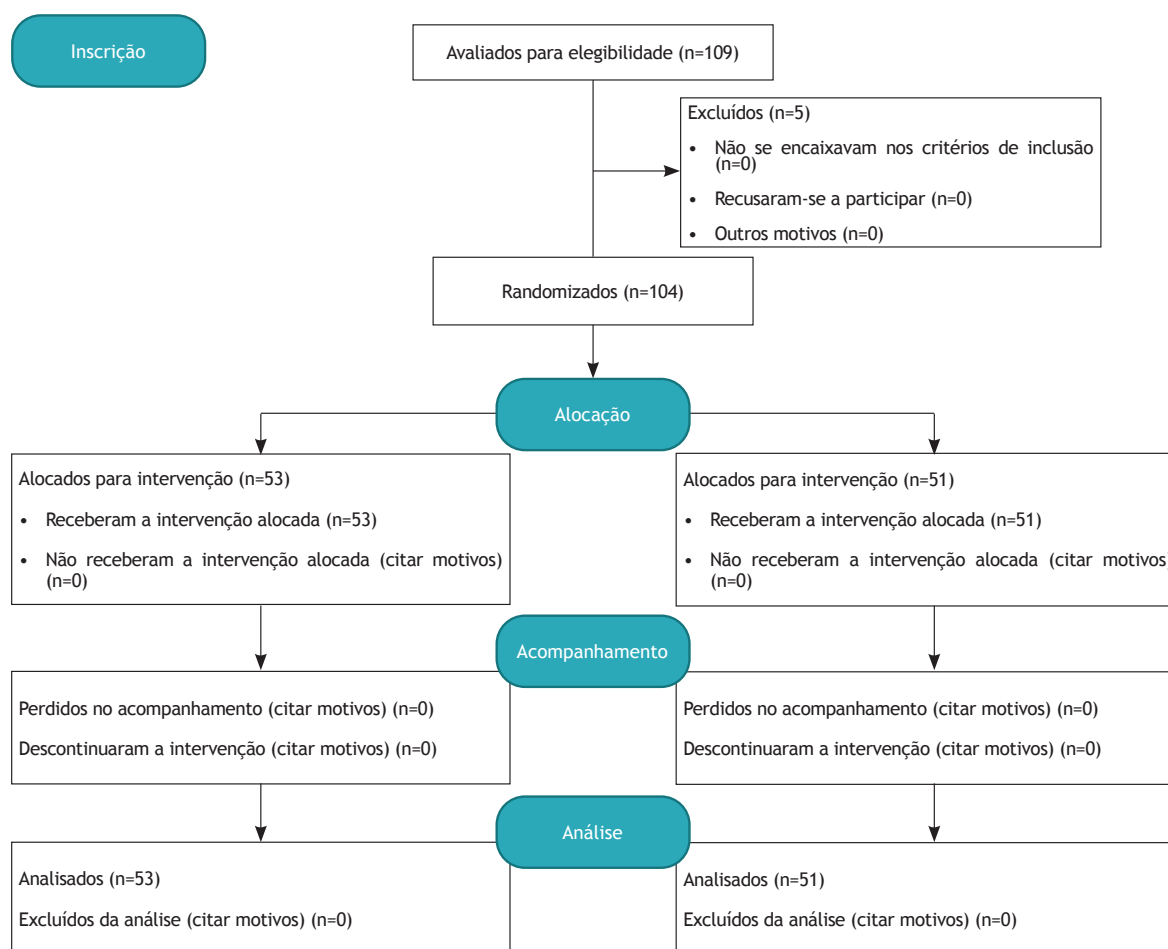 Inscrição
Avaliados para elegibilidade (n=109)
Excluídos (n=5)
• Não se encaixavam nos critérios de inclusão
(n=0)
• Recusaram-se a participar (n=0)
• Outros motivos (n=0)
Randomizados (n=104)
Alocação
Alocados para intervenção (n=53)
• Receberam a intervenção alocada (n=53)
• Não receberam a intervenção alocada (citar motivos)
(n=0)
Alocados para intervenção (n=51)
• Receberam a intervenção alocada (n=51)
• Não receberam a intervenção alocada (citar motivos)
(n=0)
Acompanhamento
Perdidos no acompanhamento (citar motivos) (n=0)
Descontinuaram a intervenção (citar motivos) (n=0)
Perdidos no acompanhamento (citar motivos) (n=0)
Descontinuaram a intervenção (citar motivos) (n=0)
Análise
Analisados (n=53)
Excluídos da análise (citar motivos) (n=0)
Analisados (n=51)
Excluídos da análise (citar motivos) (n=0)